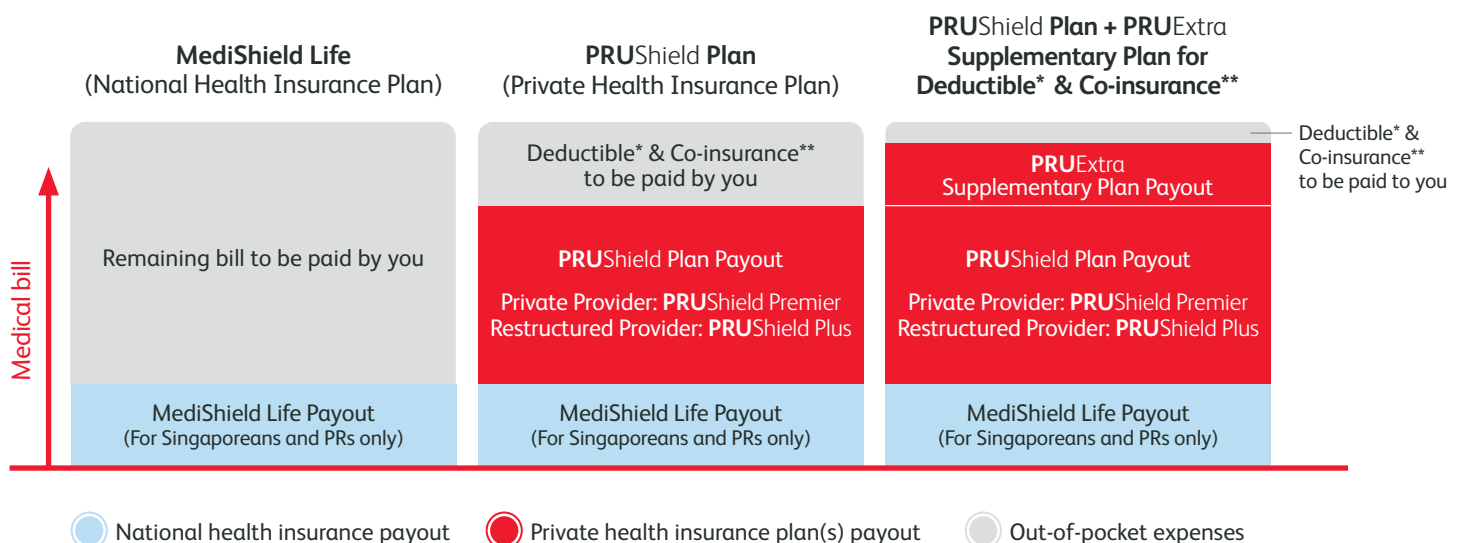 MediShield Life
(National Health Insurance Plan)
PRUShield Plan
(Private Health Insurance Plan)
PRUShield Plan + PRUExtra
Supplementary Plan for
Deductible* & Co-insurance**
Medical bill
Remaining bill to be paid by you
MediShield Life Payout
(For Singaporeans and PRs only)
Deductible* & Co-insurance**
to be paid by you
PRUShield Plan Payout
Private Provider: PRUShield Premier
Restructured Provider: PRUShield Plus
MediShield Life Payout
(For Singaporeans and PRs only)
PRUExtra
Supplementary Plan Payout
PRUShield Plan Payout
Private Provider: PRUShield Premier
Restructured Provider: PRUShield Plus
MediShield Life Payout
(For Singaporeans and PRs only)
Deductible* &
Co-insurance**
to be paid to you
National health insurance payout
Private health insurance plan(s) payout
Out-of-pocket expenses